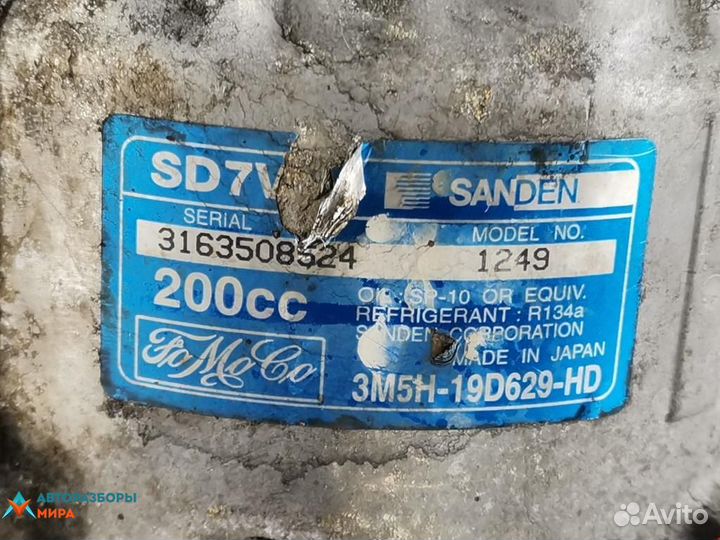 SD7V
SANDEN
SERIAL
MODEL NO.
3163508524
1249
200cc
OIL : SP-10 OR EQUIV.
REFRIGERANT : R134a
SANDEN CORPORATION
MADE IN JAPAN
FoMoCo
3M5H-19D629-HD
АВТОРАЗБОРЫ
МИРА
Avito